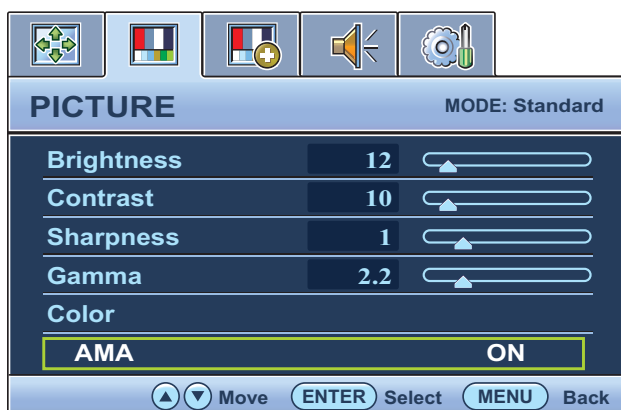 PICTURE MODE: Standard
Brightness 12
Contrast 10
Sharpness 1
Gamma 2.2
Color
AMA ON
Move ENTER Select MENU Back